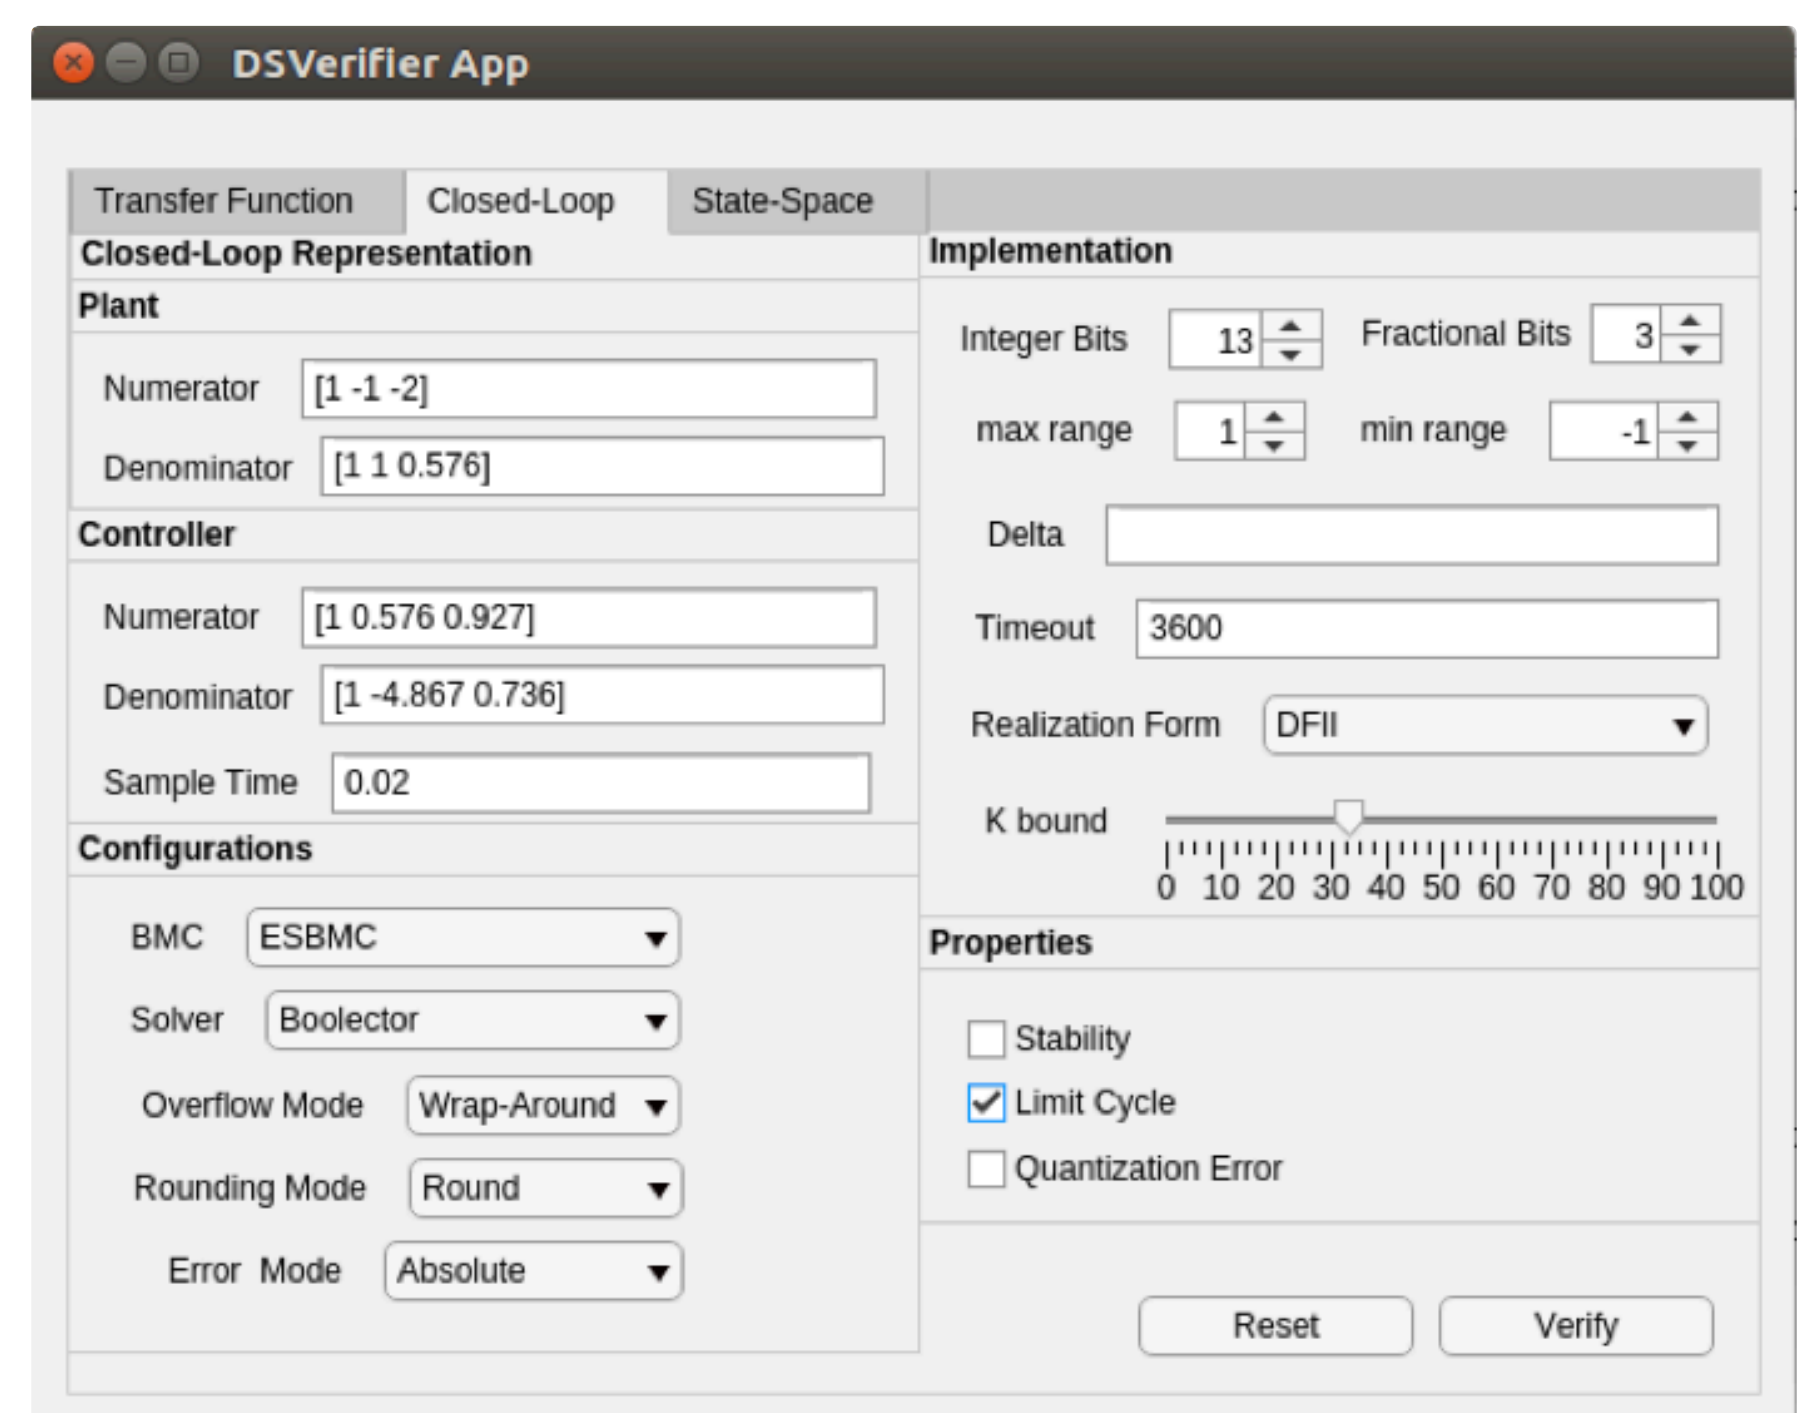 DSVerifier App
Transfer Function Closed-Loop State-Space
Closed-Loop Representation
Plant
Numerator [1 -1 -2]
Denominator [1 1 0.576]
Controller
Numerator [1 0.576 0.927]
Denominator [1 -4.867 0.736]
Sample Time 0.02
Configurations
BMC ESBMC
Solver Boolector
Overflow Mode Wrap-Around
Rounding Mode Round
Error Mode Absolute
Implementation
Integer Bits 13 Fractional Bits 3
max range 1 min range -1
Delta
Timeout 3600
Realization Form DFII
K bound
0 10 20 30 40 50 60 70 80 90 100
Properties
Stability
Limit Cycle
Quantization Error
Reset Verify